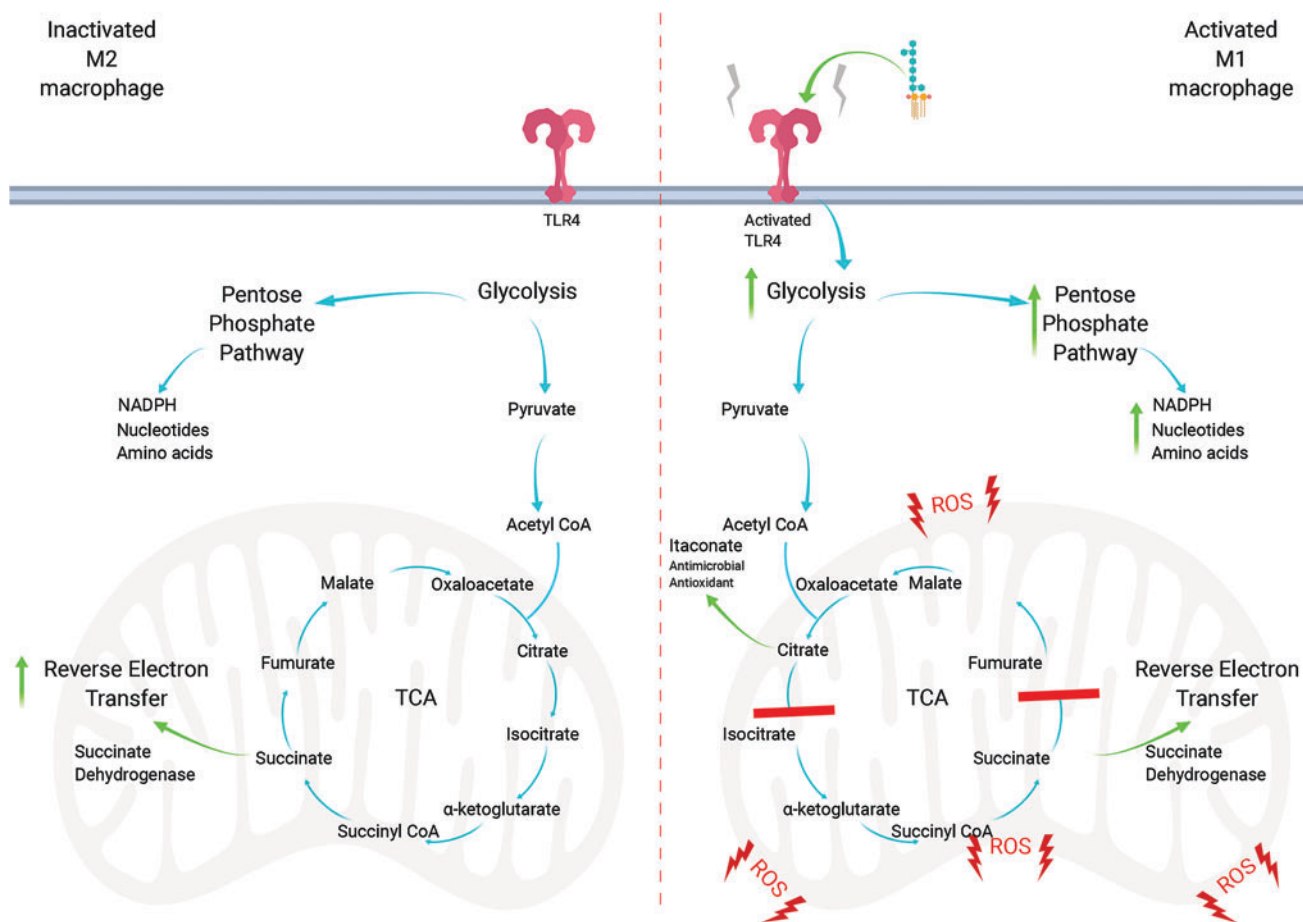 Inactivated
M2
macrophage
TLR4
Glycolysis
Pentose
Phosphate
Pathway
NADPH
Nucleotides
Amino acids
Pyruvate
Acetyl CoA
Malate
Oxaloacetate
Citrate
Fumurate
TCA
Reverse Electron
Transfer
Isocitrate
Succinate
Dehydrogenase
Succinate
α-ketoglutarate
Succinyl CoA
Activated
M1
macrophage
Activated
TLR4
Glycolysis
Pentose
Phosphate
Pathway
NADPH
Nucleotides
Amino acids
Pyruvate
ROS
Acetyl CoA
Itaconate
Antimicrobial
Antioxidant
Oxaloacetate
Malate
Citrate
Fumurate
TCA
Reverse Electron
Transfer
Isocitrate
Succinate
Succinate
Dehydrogenase
α-ketoglutarate
Succinyl CoA
ROS
ROS
ROS